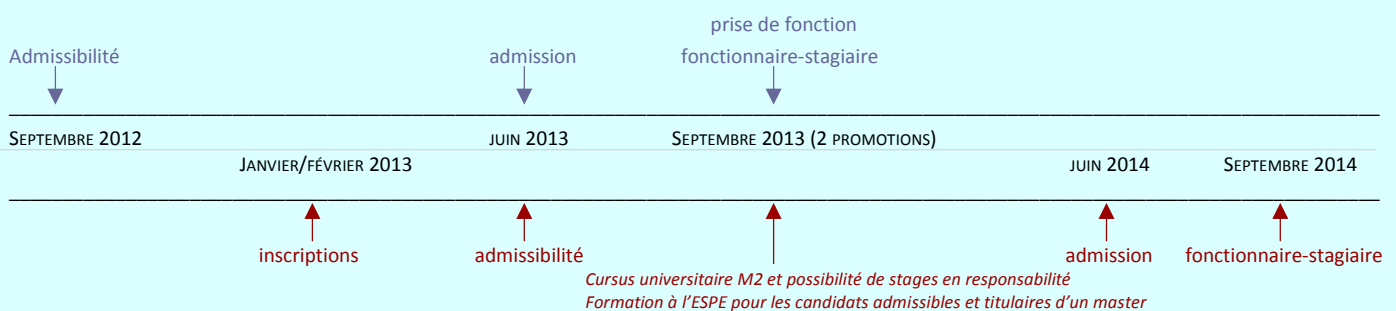 prise de fonction
Admissibilité admission fonctionnaire-stagiaire
SEPTEMBRE 2012 JUIN 2013 SEPTEMBRE 2013 (2 PROMOTIONS)
JANVIER/FÉVRIER 2013 JUIN 2014 SEPTEMBRE 2014
inscriptions admissibilité admission fonctionnaire-stagiaire
Cursus universitaire M2 et possibilité de stages en responsabilité
Formation à l’ESPE pour les candidats admissibles et titulaires d’un master